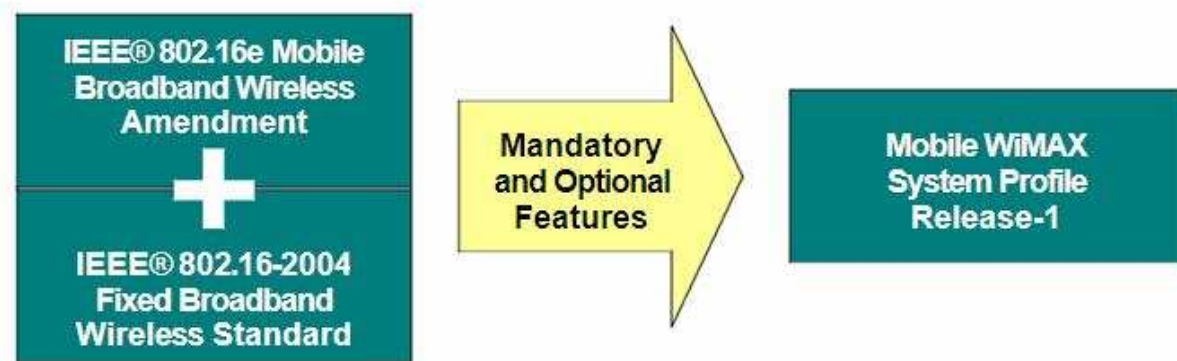 IEEE® 802.16e Mobile
Broadband Wireless
Amendment
IEEE® 802.16-2004
Fixed Broadband
Wireless Standard
Mandatory
and Optional
Features
Mobile WiMAX
System Profile
Release-1